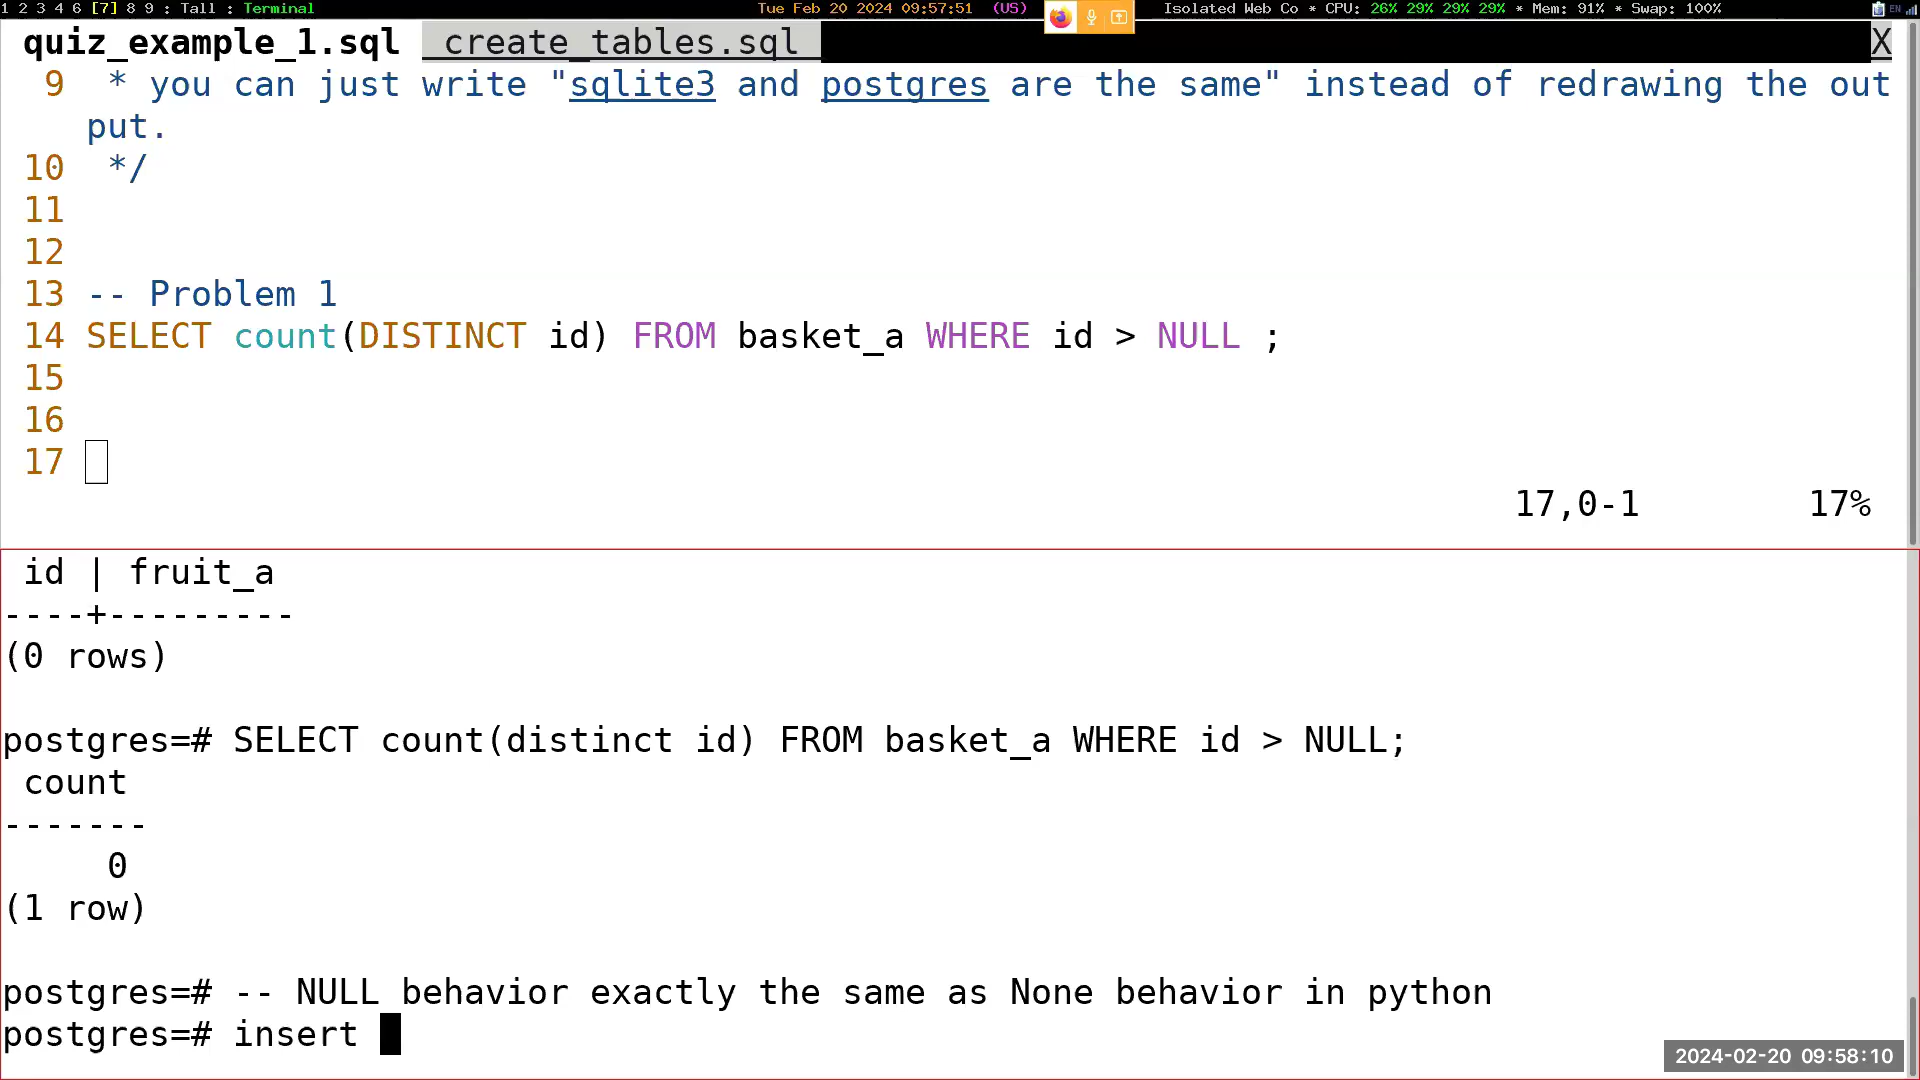 1 2 3 4 6 [7] 8 9 : Tall : Terminal Tue Feb 20 2024 09:57:51 (US) Isolated Web Co * CPU: 26% 29% 29% 29% * Mem: 91% * Swap: 100% EN
quiz_example_1.sql create_tables.sql X
9 * you can just write "sqlite3 and postgres are the same" instead of redrawing the out
put.
10 */
11
12
13 -- Problem 1
14 SELECT count(DISTINCT id) FROM basket_a WHERE id > NULL ;
15
16
17
17,0-1 17%
id | fruit_a
----+---------
(0 rows)
postgres=# SELECT count(distinct id) FROM basket_a WHERE id > NULL;
count
-------
0
(1 row)
postgres=# -- NULL behavior exactly the same as None behavior in python
postgres=# insert
2024-02-20 09:58:10